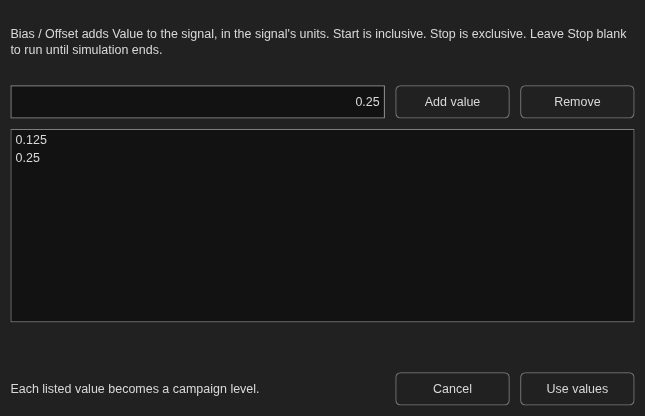 Bias / Offset adds Value to the signal, in the signal's units. Start is inclusive. Stop is exclusive. Leave Stop blank
to run until simulation ends.
0.25 Add value Remove
0.125
0.25
Each listed value becomes a campaign level. Cancel Use values